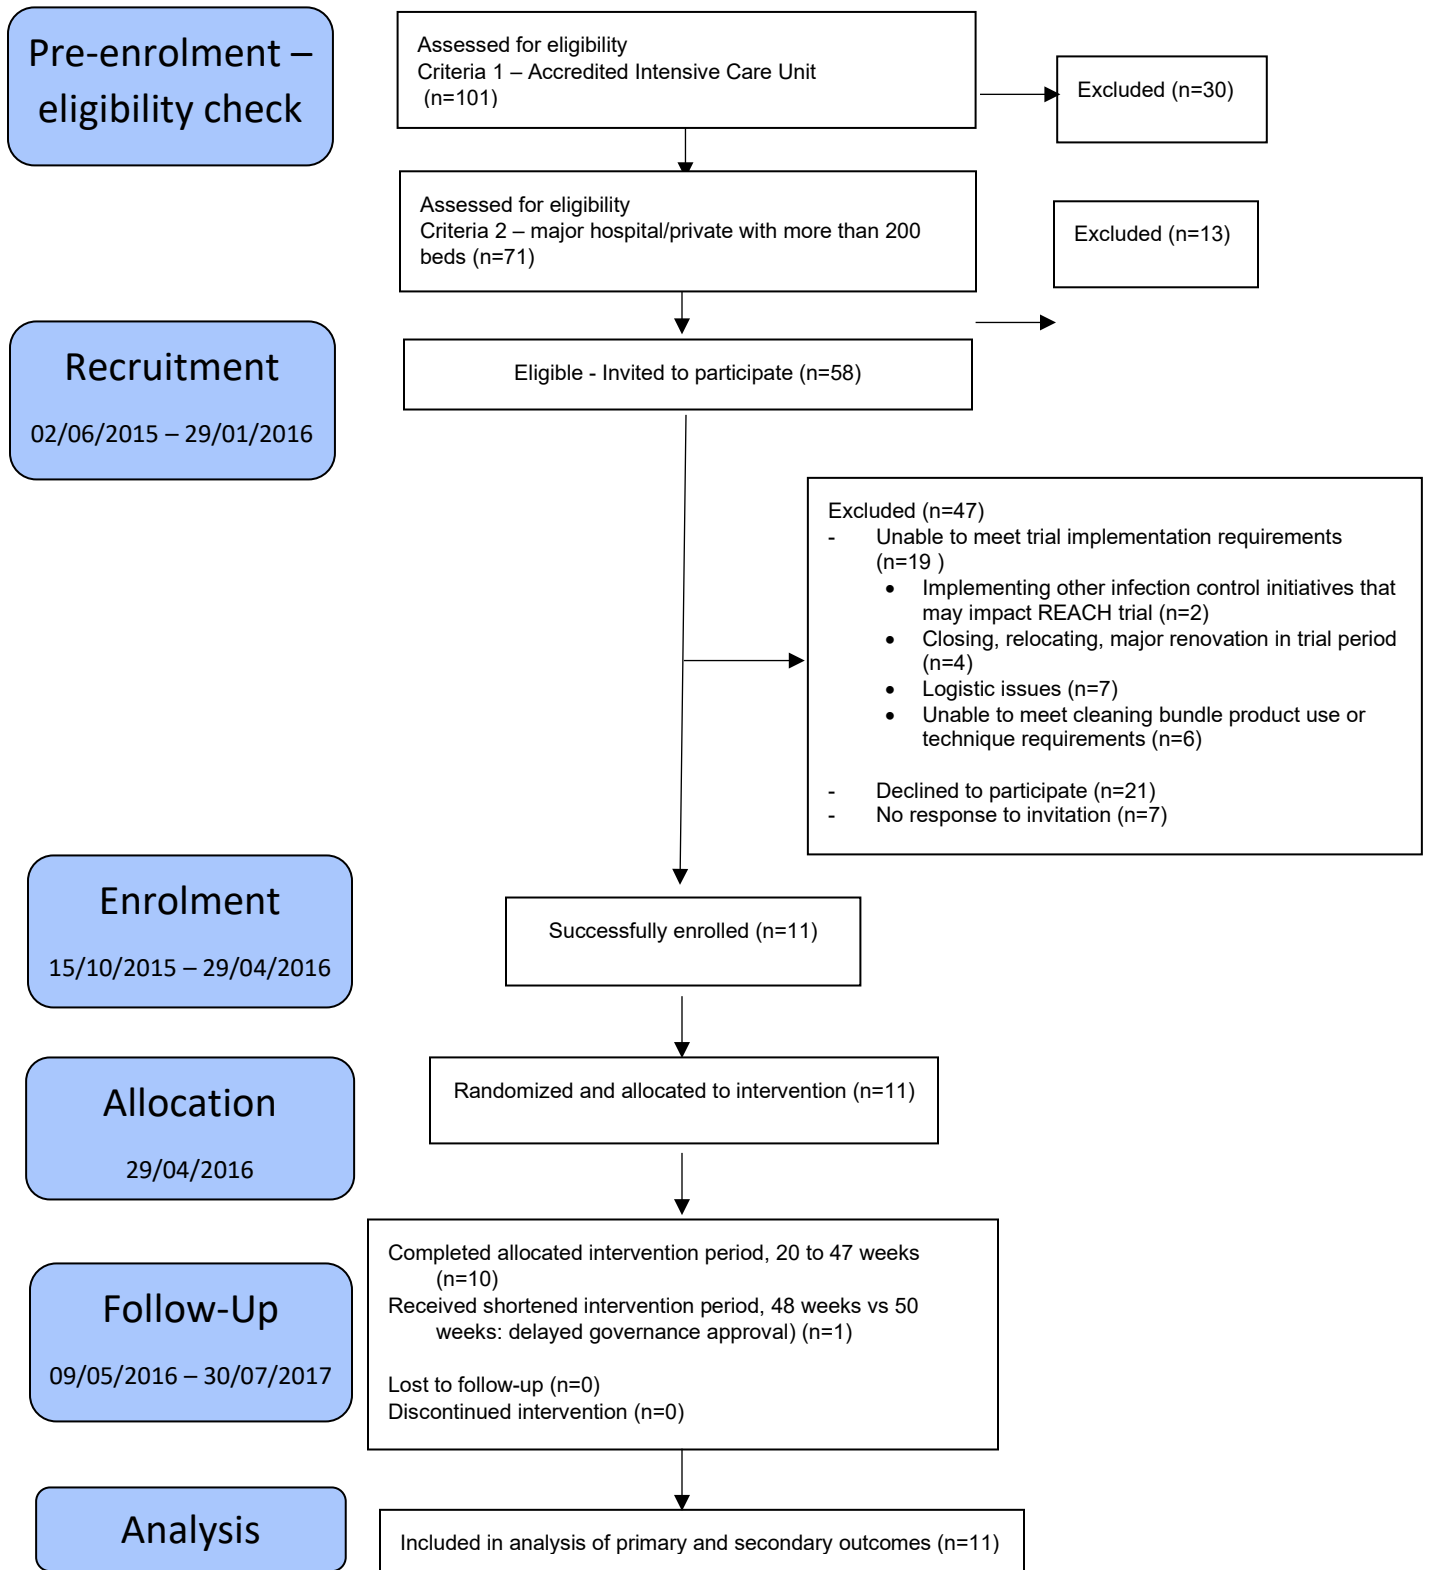 Pre-enrolment –
eligibility check
Assessed for eligibility
Criteria 1 – Accredited Intensive Care Unit
(n=101)
Excluded (n=30)
Assessed for eligibility
Criteria 2 – major hospital/private with more than 200
beds (n=71)
Excluded (n=13)
Recruitment
02/06/2015 – 29/01/2016
Eligible - Invited to participate (n=58)
Excluded (n=47)
- Unable to meet trial implementation requirements
(n=19 )
• Implementing other infection control initiatives that
may impact REACH trial (n=2)
• Closing, relocating, major renovation in trial period
(n=4)
• Logistic issues (n=7)
• Unable to meet cleaning bundle product use or
technique requirements (n=6)
- Declined to participate (n=21)
- No response to invitation (n=7)
Enrolment
15/10/2015 – 29/04/2016
Successfully enrolled (n=11)
Allocation
29/04/2016
Randomized and allocated to intervention (n=11)
Follow-Up
09/05/2016 – 30/07/2017
Completed allocated intervention period, 20 to 47 weeks
(n=10)
Received shortened intervention period, 48 weeks vs 50
weeks: delayed governance approval) (n=1)
Lost to follow-up (n=0)
Discontinued intervention (n=0)
Analysis
Included in analysis of primary and secondary outcomes (n=11)